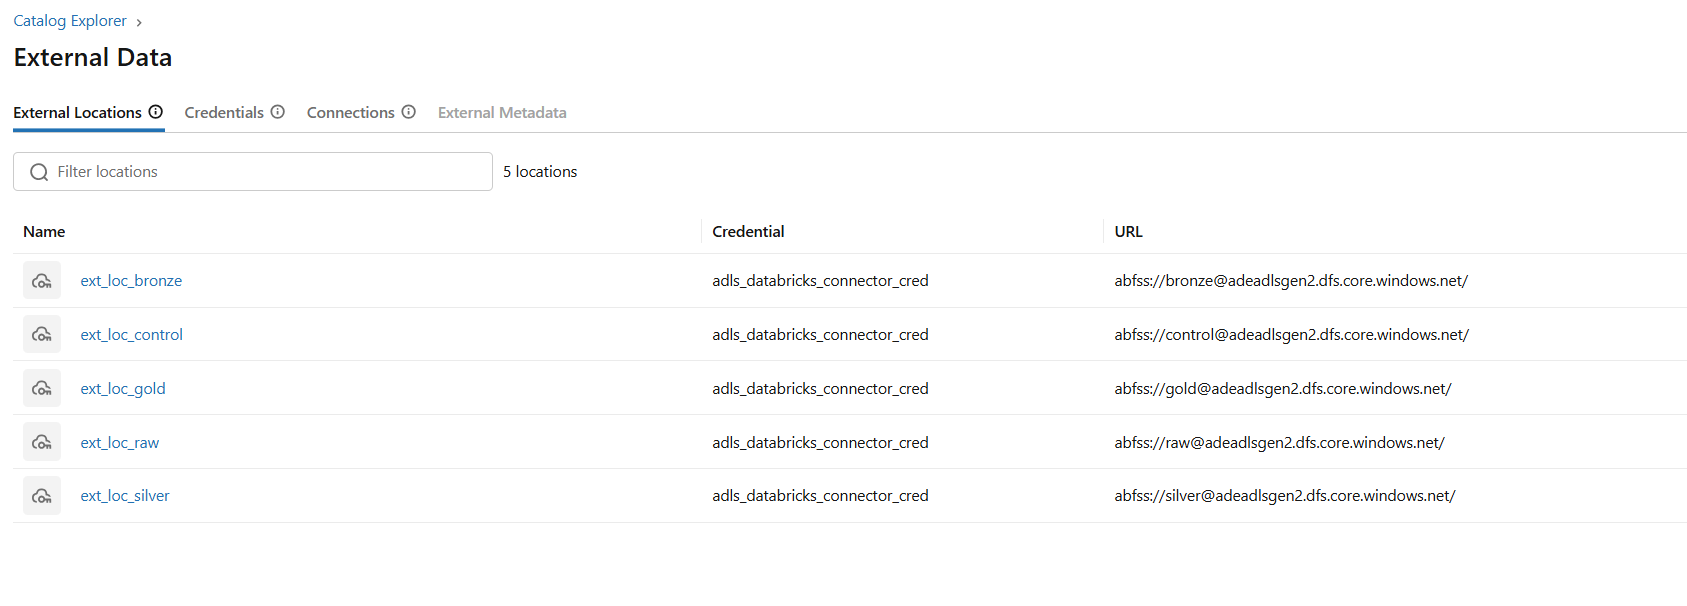 Catalog Explorer >
External Data
External Locations Credentials Connections External Metadata
Filter locations 5 locations
Name Credential URL
ext_loc_bronze adls_databricks_connector_cred abfss://bronze@adeadlsgen2.dfs.core.windows.net/
ext_loc_control adls_databricks_connector_cred abfss://control@adeadlsgen2.dfs.core.windows.net/
ext_loc_gold adls_databricks_connector_cred abfss://gold@adeadlsgen2.dfs.core.windows.net/
ext_loc_raw adls_databricks_connector_cred abfss://raw@adeadlsgen2.dfs.core.windows.net/
ext_loc_silver adls_databricks_connector_cred abfss://silver@adeadlsgen2.dfs.core.windows.net/